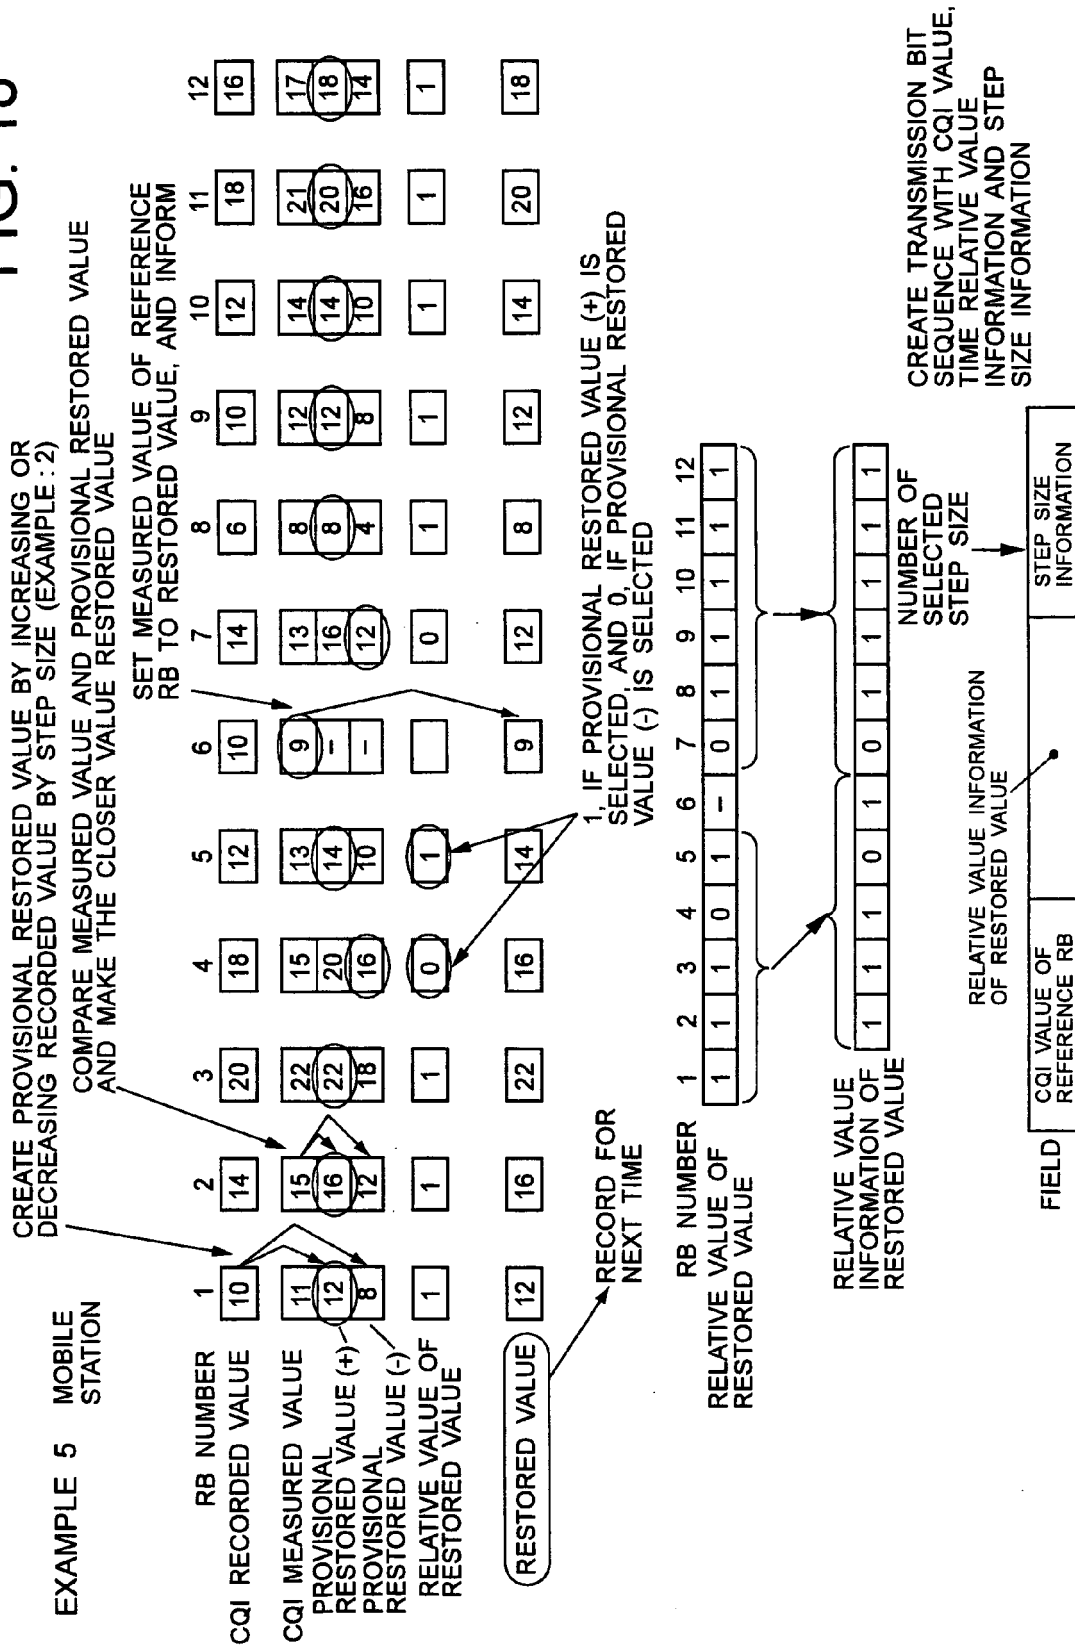 EXAMPLE 5
MOBILE
STATION
CREATE PROVISIONAL RESTORED VALUE BY INCREASING OR
DECREASING RECORDED VALUE BY STEP SIZE (EXAMPLE : 2)
COMPARE MEASURED VALUE AND PROVISIONAL RESTORED VALUE
AND MAKE THE CLOSER VALUE RESTORED VALUE
SET MEASURED VALUE OF REFERENCE
RB TO RESTORED VALUE, AND INFORM
RB NUMBER 1 2 3 4 5 6 7 8 9 10 11 12
CQI RECORDED VALUE 10 14 20 18 12 10 14 6 10 12 18 16
CQI MEASURED VALUE 11 15 22 15 13 9 13 8 12 14 21 17
PROVISIONAL
RESTORED VALUE (+) 12 16 22 20 14 – 16 8 12 14 20 18
PROVISIONAL
RESTORED VALUE (-) 8 12 18 16 10 – 12 4 8 10 16 14
RELATIVE VALUE OF
RESTORED VALUE 1 1 1 0 1 0 1 1 1 1 1
RESTORED VALUE 12 16 22 16 14 9 12 8 12 14 20 18
RECORD FOR
NEXT TIME
1, IF PROVISIONAL RESTORED VALUE (+) IS
SELECTED, AND 0, IF PROVISIONAL RESTORED
VALUE (-) IS SELECTED
RB NUMBER 1 2 3 4 5 6 7 8 9 10 11 12
RELATIVE VALUE OF
RESTORED VALUE 1 1 1 0 1 – 0 1 1 1 1 1
RELATIVE VALUE
INFORMATION OF
RESTORED VALUE 1 1 1 0 1 0 1 1 1 1 1
NUMBER OF
SELECTED
STEP SIZE
RELATIVE VALUE INFORMATION
OF RESTORED VALUE
FIELD
CQI VALUE OF
REFERENCE RB
STEP SIZE
INFORMATION
CREATE TRANSMISSION BIT
SEQUENCE WITH CQI VALUE,
TIME RELATIVE VALUE
INFORMATION AND STEP
SIZE INFORMATION